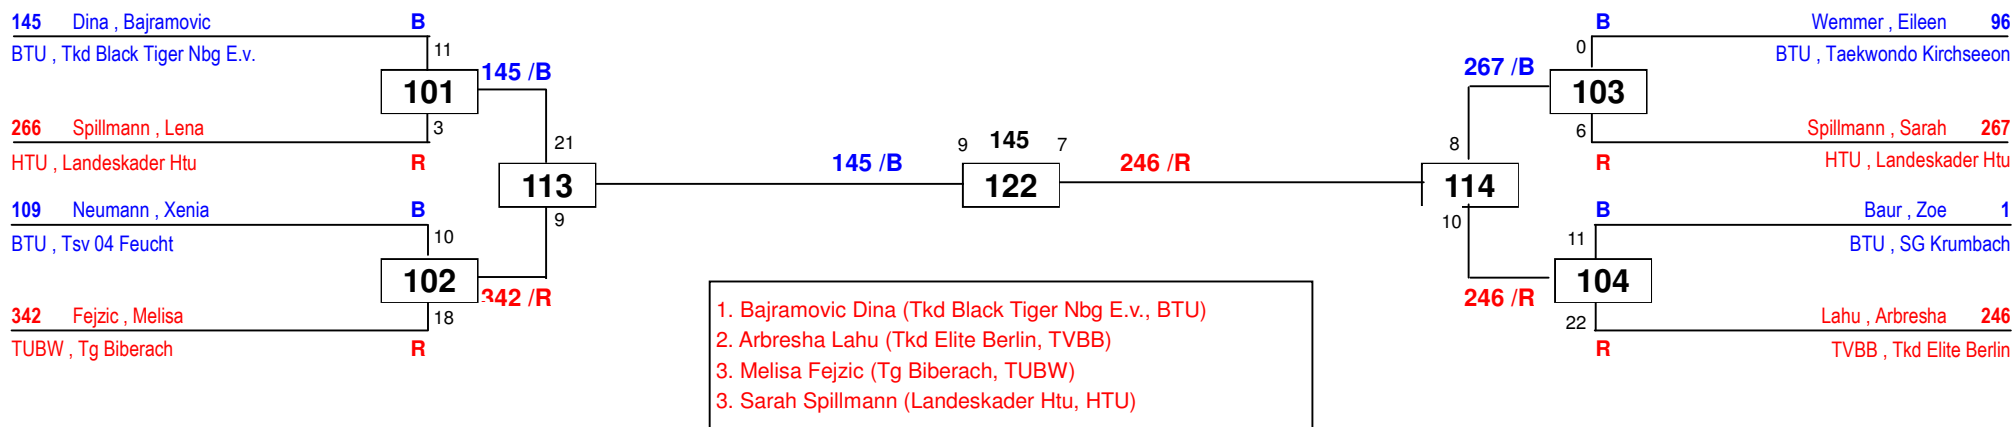 145 Dina , Bajramovic B
BTU , Tkd Black Tiger Nbg E.v.
11
101
145 /B
3
266 Spillmann , Lena
HTU , Landeskader Htu R
21
113
9
109 Neumann , Xenia B
BTU , Tsv 04 Feucht
10
102
342 /R
18
342 Fejzic , Melisa
TUBW , Tg Biberach R
145 /B
9 145 7
122
246 /R
B Wemmer , Eileen 96
BTU , Taekwondo Kirchseeon
0
267 /B
103
6
Spillmann , Sarah 267
R HTU , Landeskader Htu
8
114
10
B Baur , Zoe 1
BTU , SG Krumbach
11
104
246 /R
22
Lahu , Arbresha 246
R TVBB , Tkd Elite Berlin
1. Bajramovic Dina (Tkd Black Tiger Nbg E.v., BTU)
2. Arbresha Lahu (Tkd Elite Berlin, TVBB)
3. Melisa Fejzic (Tg Biberach, TUBW)
3. Sarah Spillmann (Landeskader Htu, HTU)